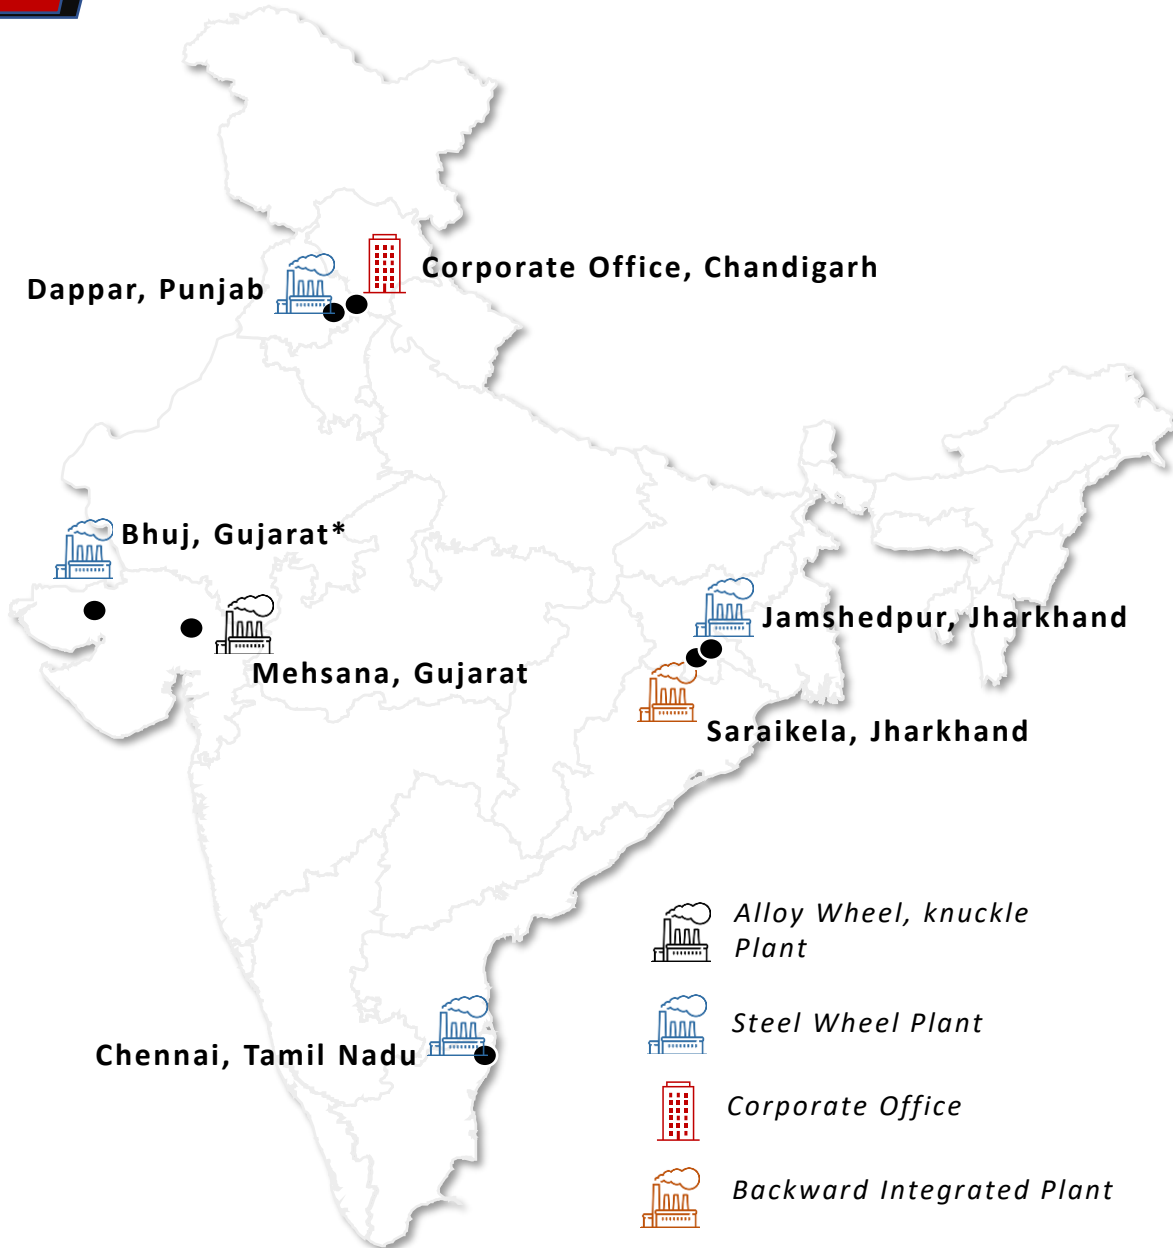 Corporate Office, Chandigarh
Dappar, Punjab
Bhuj, Gujarat*
Mehsana, Gujarat
Jamshedpur, Jharkhand
Saraikela, Jharkhand
Chennai, Tamil Nadu
Alloy Wheel, knuckle
Plant
Steel Wheel Plant
Corporate Office
Backward Integrated Plant